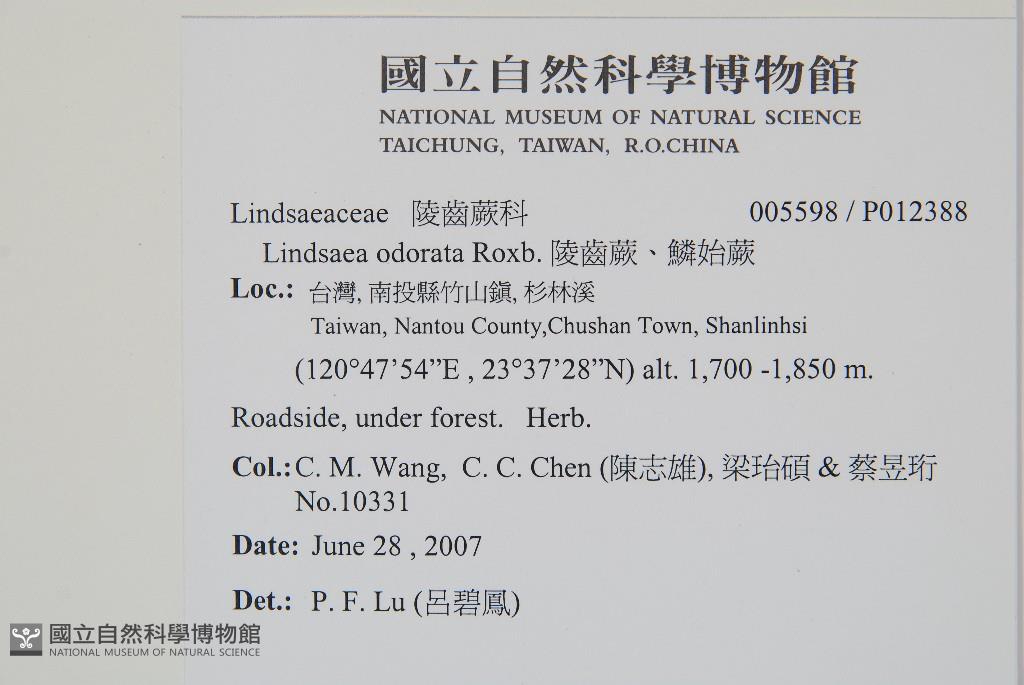 國立自然科學博物館
NATIONAL MUSEUM OF NATURAL SCIENCE
TAICHUNG, TAIWAN, R.O.CHINA
Lindsaeaceae 陵齒蕨科 005598 / P012388
Lindsaea odorata Roxb. 陵齒蕨、鱗始蕨
Loc.: 台灣, 南投縣竹山鎮, 杉林溪
Taiwan, Nantou County,Chushan Town, Shanlinhsi
(120°47’54”E , 23°37’28”N) alt. 1,700 -1,850 m.
Roadside, under forest. Herb.
Col.: C. M. Wang, C. C. Chen (陳志雄), 梁珆碩 & 蔡昱珩
No.10331
Date: June 28 , 2007
Det.: P. F. Lu (呂碧鳳)
國立自然科學博物館
NATIONAL MUSEUM OF NATURAL SCIENCE